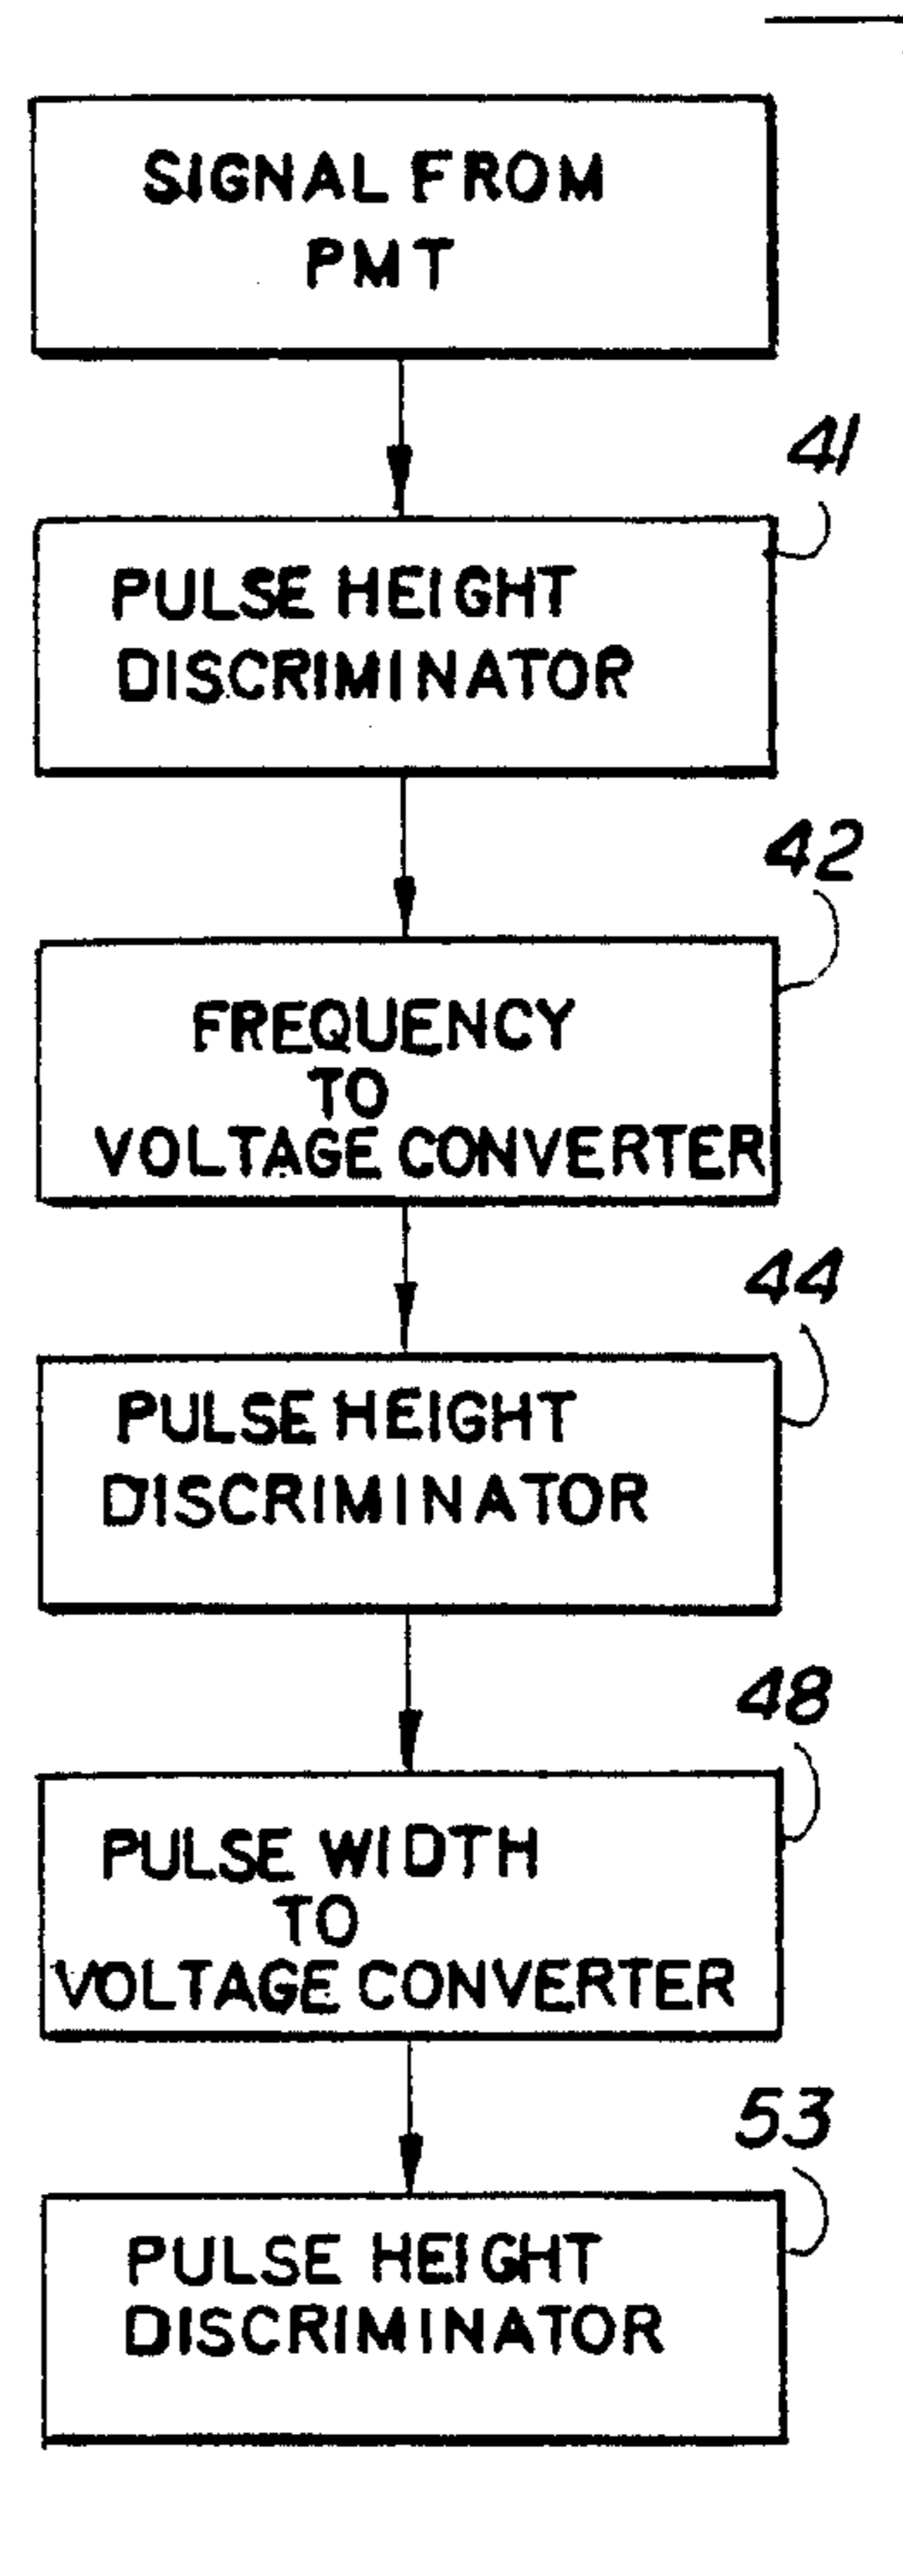 SIGNAL FROM
PMT
41
PULSE HEIGHT
DISCRIMINATOR
42
FREQUENCY
TO
VOLTAGE CONVERTER
44
PULSE HEIGHT
DISCRIMINATOR
48
PULSE WIDTH
TO
VOLTAGE CONVERTER
53
PULSE HEIGHT
DISCRIMINATOR